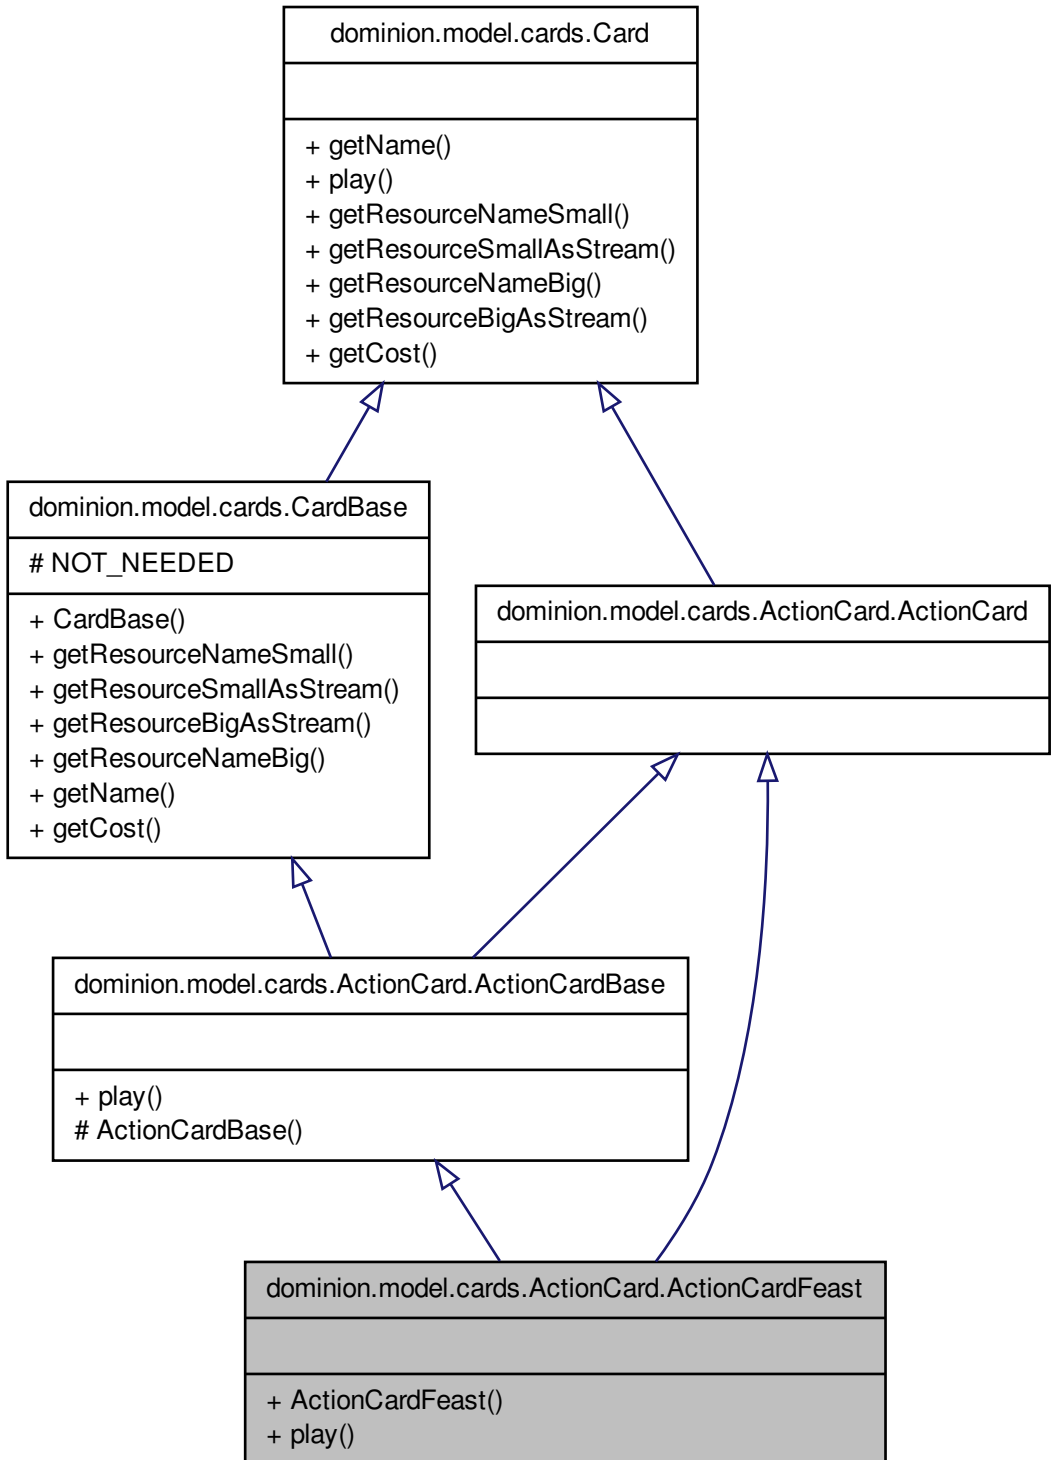 dominion.model.cards.Card
+ getName()
+ play()
+ getResourceNameSmall()
+ getResourceSmallAsStream()
+ getResourceNameBig()
+ getResourceBigAsStream()
+ getCost()
dominion.model.cards.CardBase
# NOT_NEEDED
+ CardBase()
+ getResourceNameSmall()
+ getResourceSmallAsStream()
+ getResourceBigAsStream()
+ getResourceNameBig()
+ getName()
+ getCost()
dominion.model.cards.ActionCard.ActionCard
dominion.model.cards.ActionCard.ActionCardBase
+ play()
# ActionCardBase()
dominion.model.cards.ActionCard.ActionCardFeast
+ ActionCardFeast()
+ play()